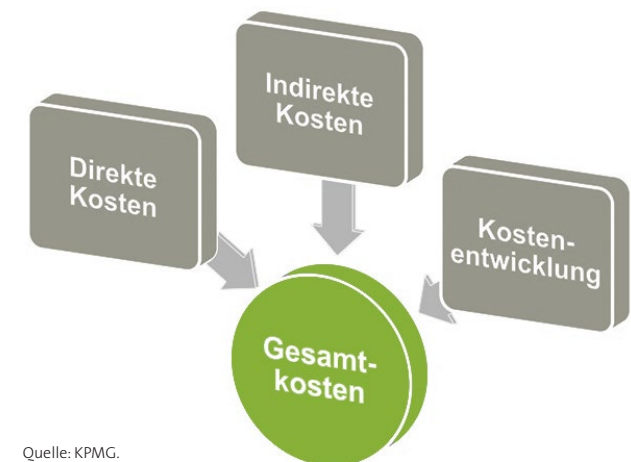 Indirekte
Kosten
Direkte
Kosten
Kosten-
entwicklung
Gesamt-
kosten
Quelle: KPMG.